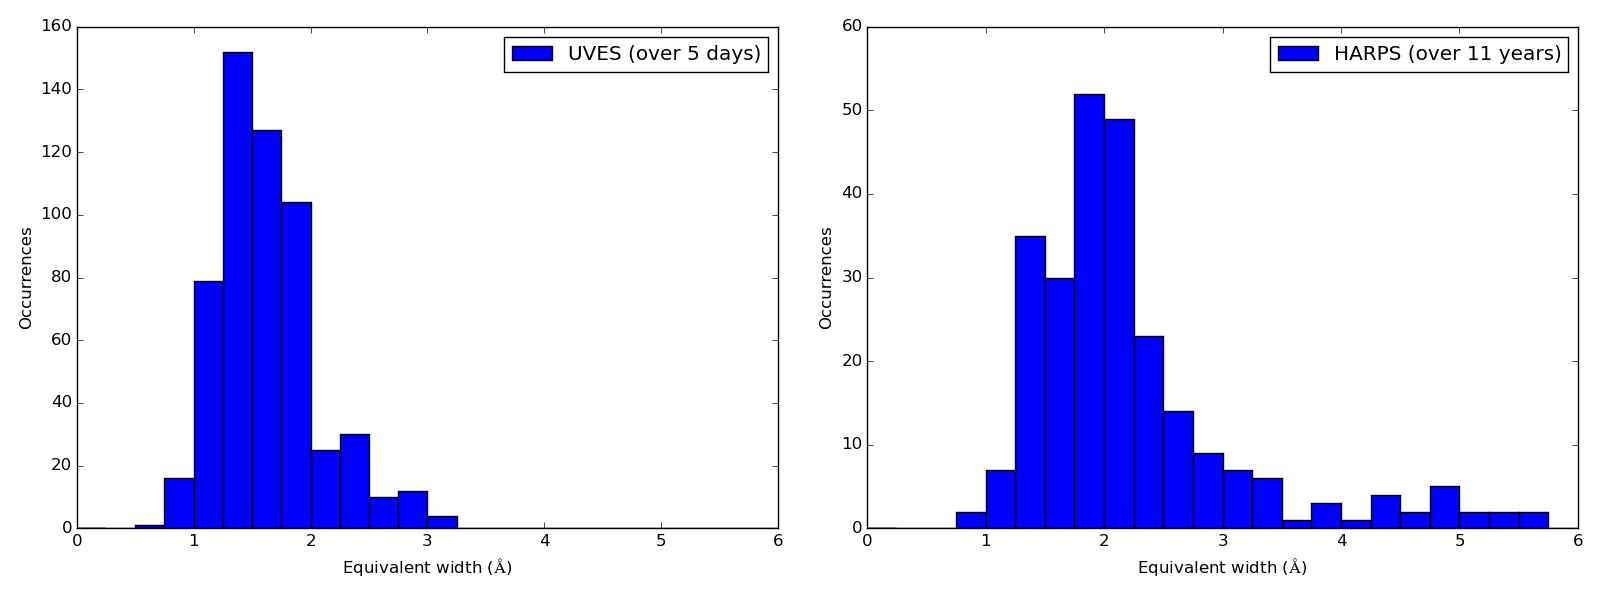 160
140
120
100
80
60
40
20
0
Occurrences
UVES (over 5 days)
0 1 2 3 4 5 6
Equivalent width (Å)
60
50
40
30
20
10
0
Occurrences
HARPS (over 11 years)
0 1 2 3 4 5 6
Equivalent width (Å)